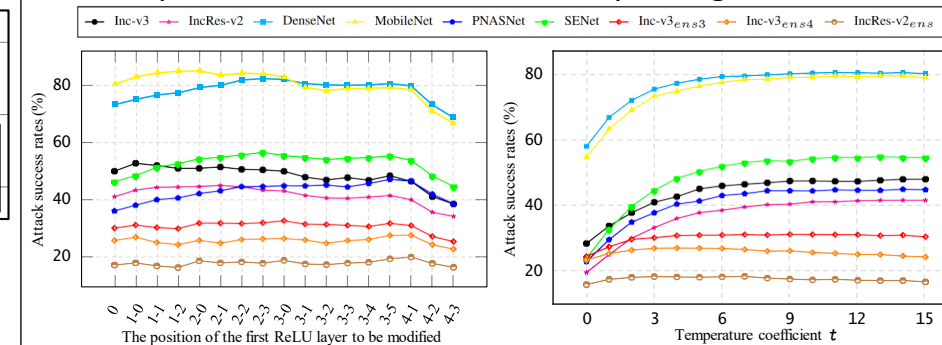 Inc-v3 IncRes-v2 DenseNet MobileNet PNASNet SENet Inc-v3ens3 Inc-v3ens4 IncRes-v2ens
Attack success rates (%)
80
60
40
20
0 1-0 1-1 1-2 2-0 2-1 2-2 2-3 3-0 3-1 3-2 3-3 3-4 3-5 4-1 4-2 4-3
The position of the first ReLU layer to be modified
Attack success rates (%)
80
60
40
20
0 3 6 9 12 15
Temperature coefficient t